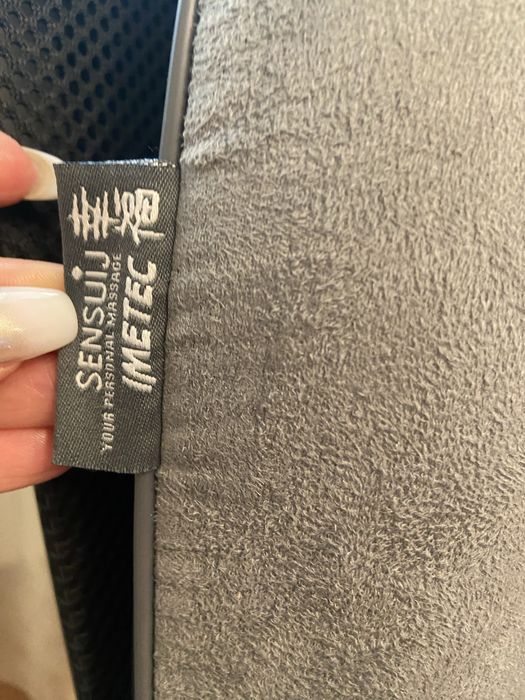 SENSUIJ
YOUR PERSONAL MASSAGE
IMETEC
幸福